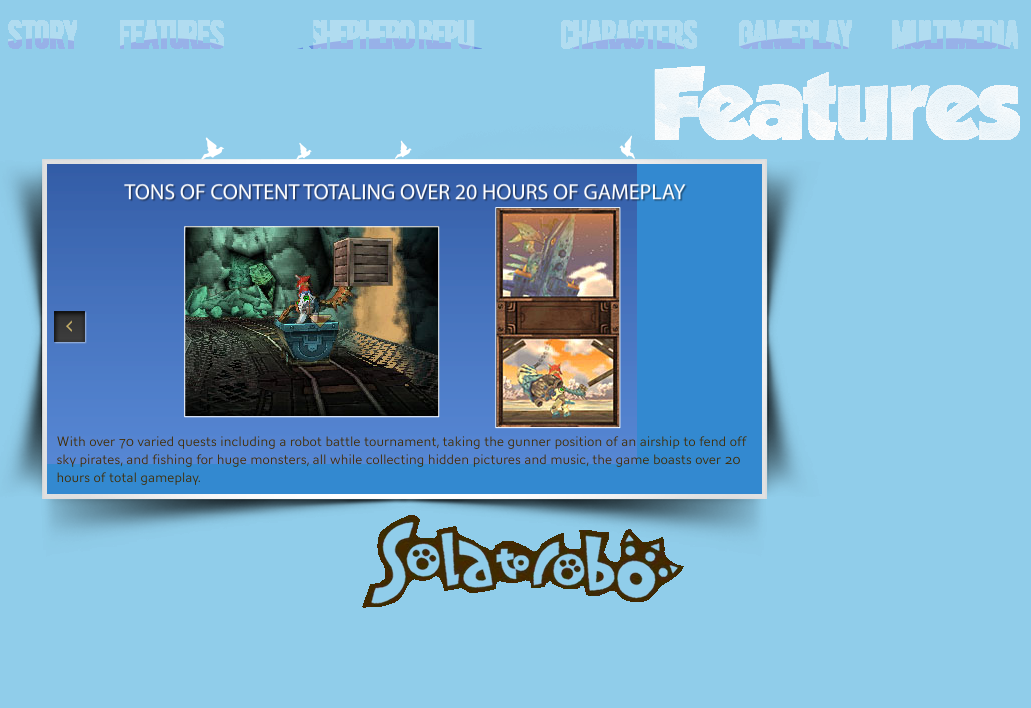 STORY
FEATURES
SHEPHERD REPU
CHARACTERS
GAMEPLAY
MULTIMEDIA
Features
TONS OF CONTENT TOTALING OVER 20 HOURS OF GAMEPLAY
With over 70 varied quests including a robot battle tournament, taking the gunner position of an airship to fend off
sky pirates, and fishing for huge monsters, all while collecting hidden pictures and music, the game boasts over 20
hours of total gameplay.
Solatorobo